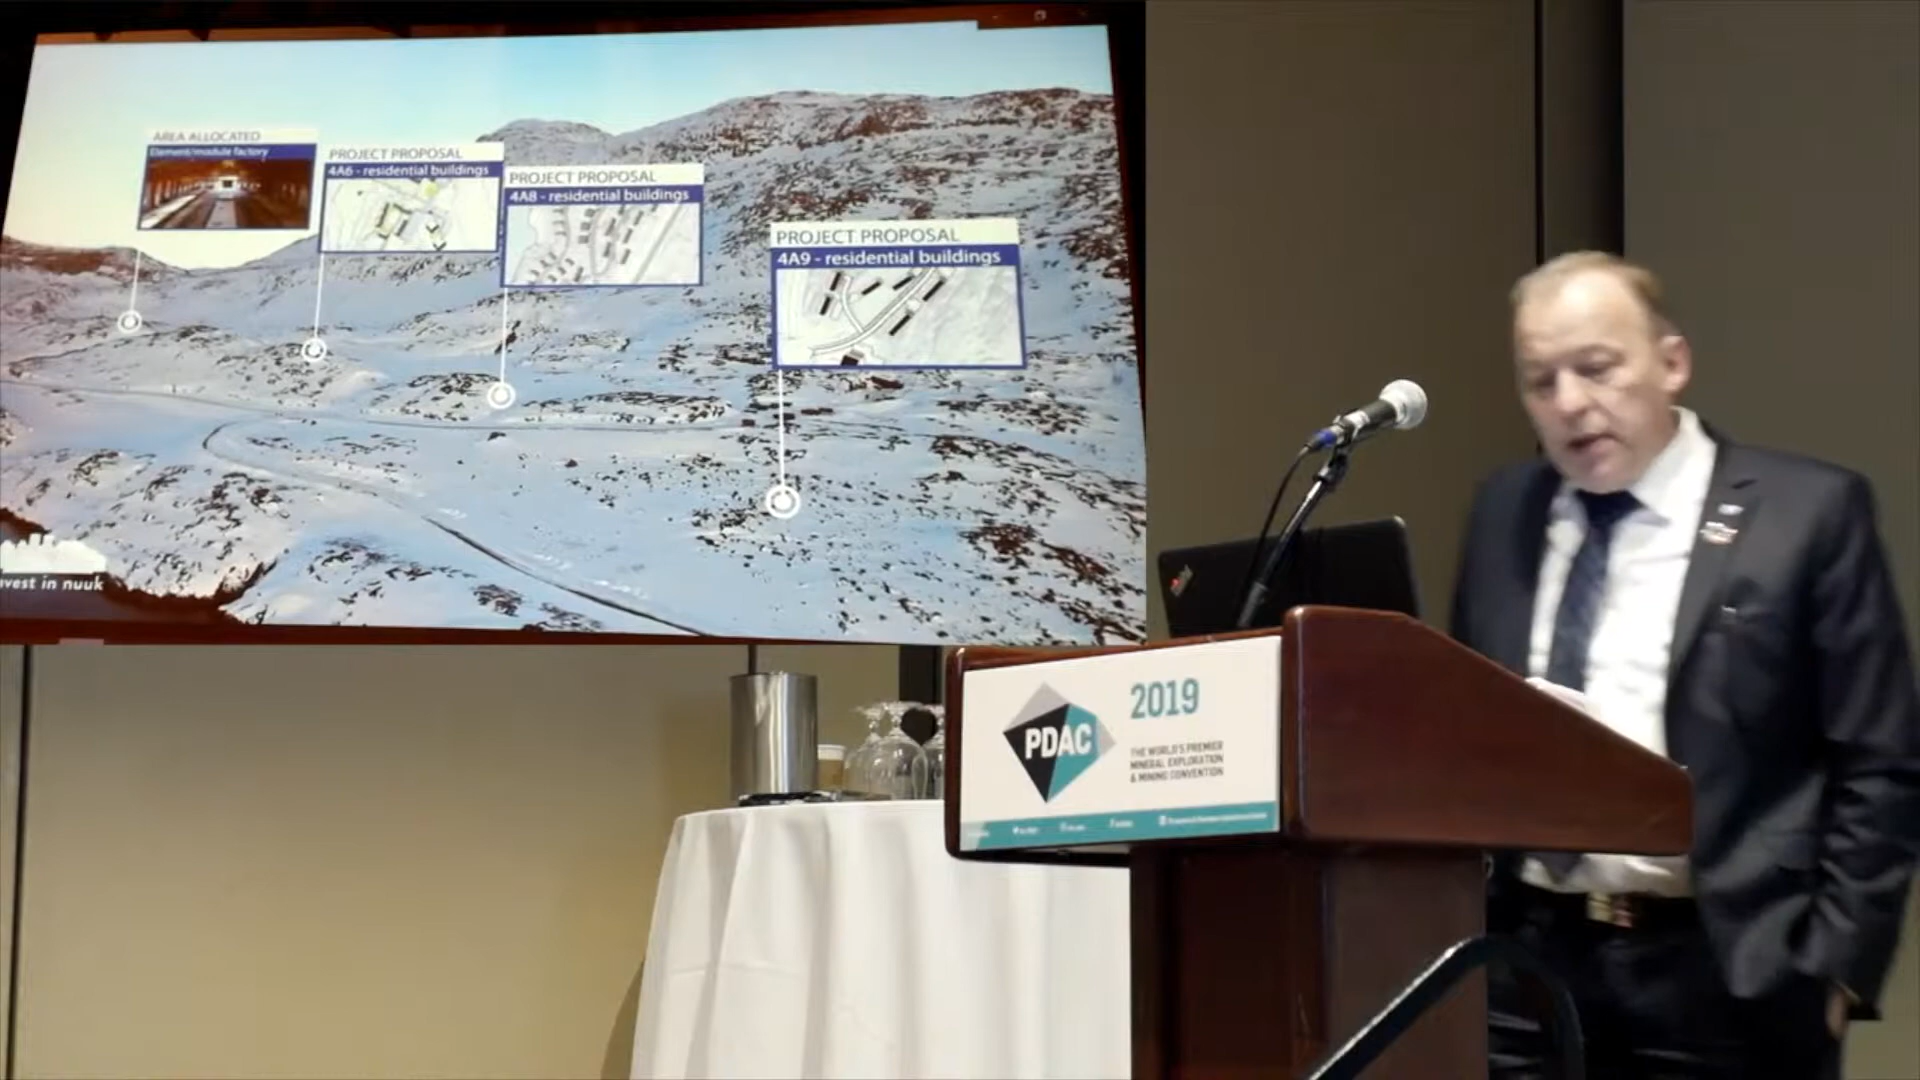 AREA ALLOCATED
Element/module factory
PROJECT PROPOSAL
4A6 - residential buildings
PROJECT PROPOSAL
4A8 - residential buildings
PROJECT PROPOSAL
4A9 - residential buildings
nvest in nuuk
PDAC
2019
THE WORLD'S PREMIER
MINERAL EXPLORATION
& MINING CONVENTION